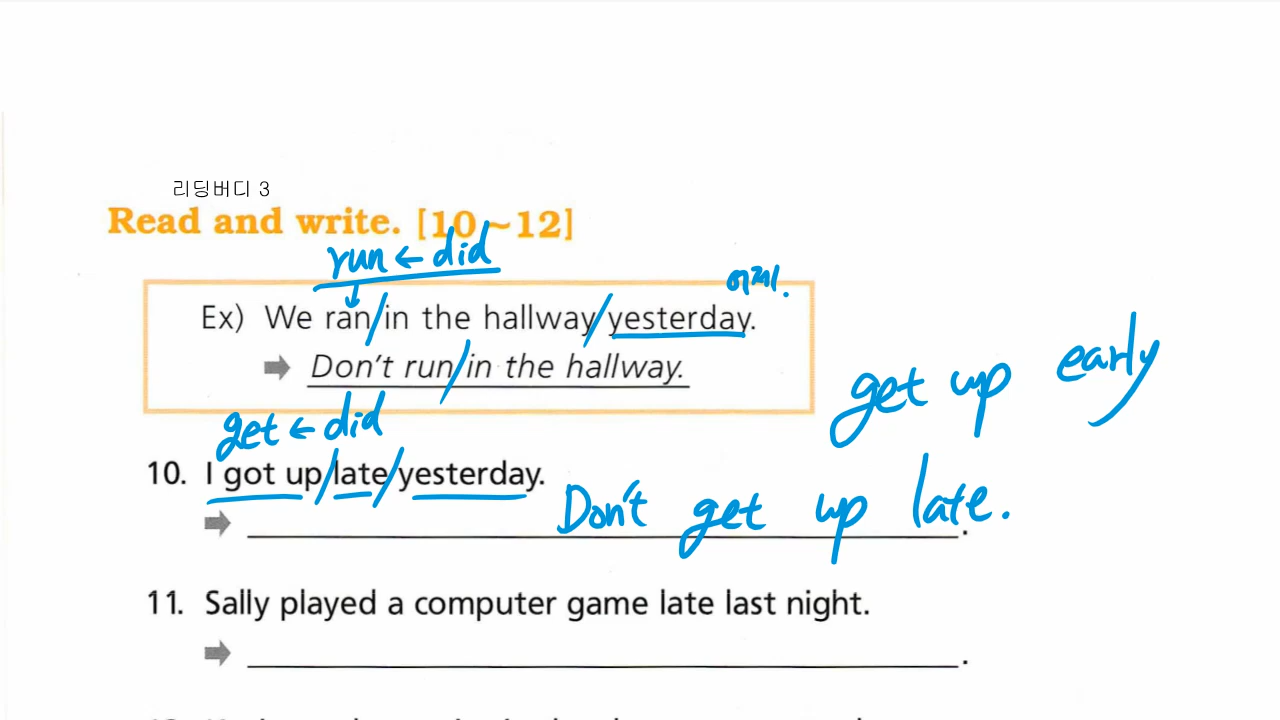 리딩버디 3
Read and write. [10~12]
run ← did
어제.
Ex) We ran/in the hallway/yesterday.
Don't run/in the hallway.
get up early
get ← did
10. I got up/late/yesterday.
Don't get up late.
11. Sally played a computer game late last night.
.